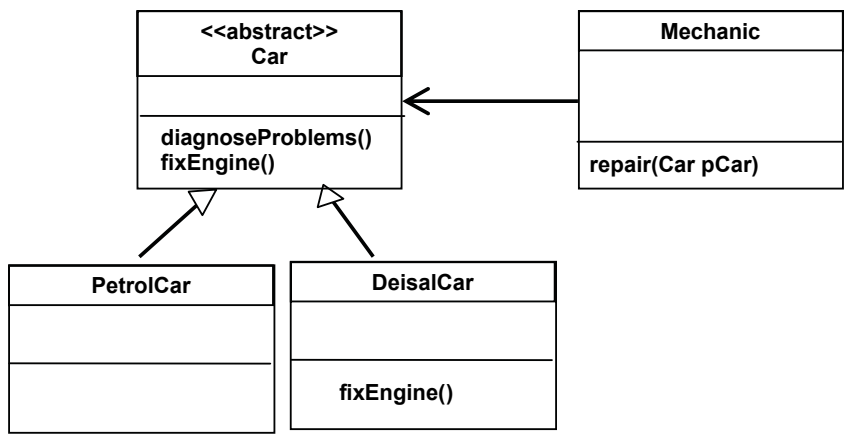 <<abstract>>
Car
diagnoseProblems()
fixEngine()
Mechanic
repair(Car pCar)
PetrolCar
DeisalCar
fixEngine()